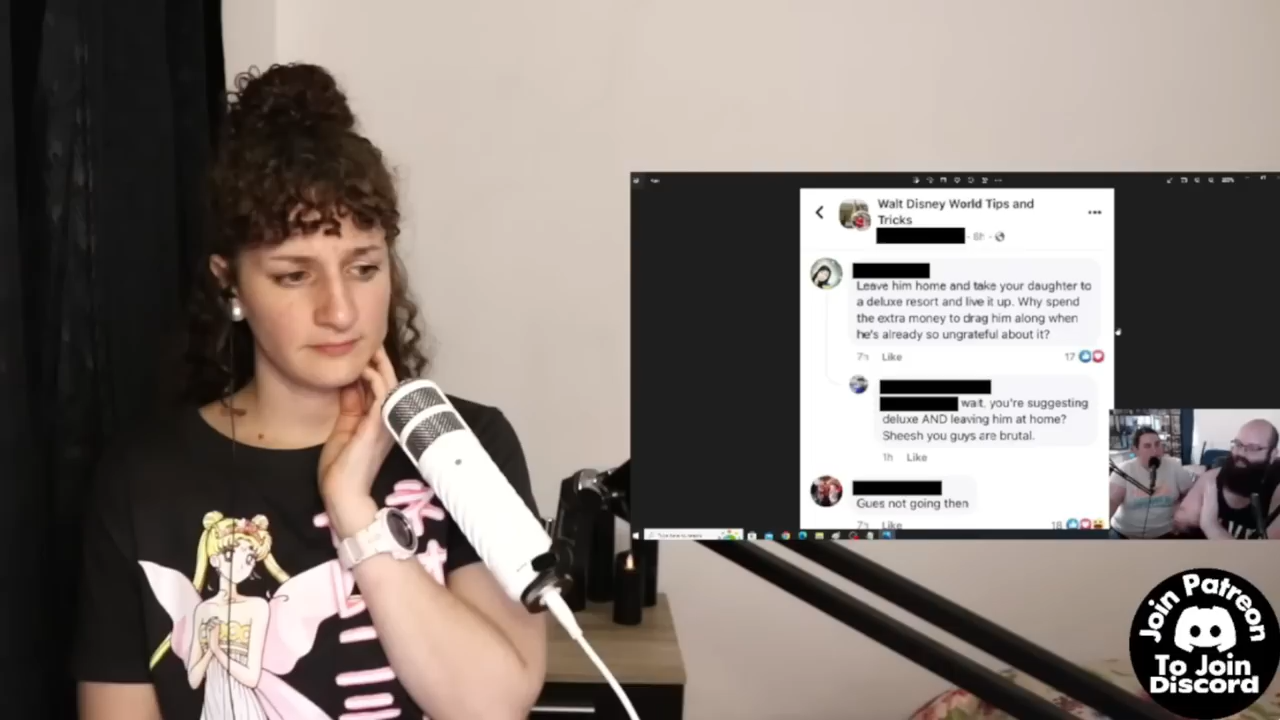 Walt Disney World Tips and
Tricks
Leave him home and take your daughter to
a deluxe resort and live it up. Why spend
the extra money to drag him along when
he's already so ungrateful about it?
Like
17
wait, you're suggesting
deluxe AND leaving him at home?
Sheesh you guys are brutal.
1h Like
Gues not going then
Like
18
Join Patreon
To Join
Discord